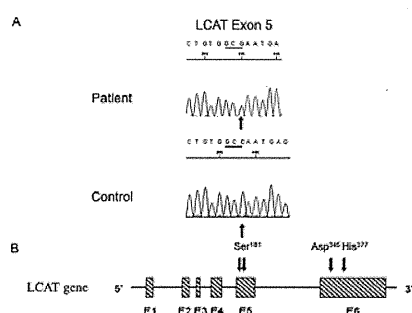 A
LCAT Exon 5
C T G T G G C G A A T G A
Patient
C T G T G G C C A A T G A G
Control
B
Ser181
Asp345 His377
LCAT gene
5'
3'
E1 E2 E3 E4 E5 E6